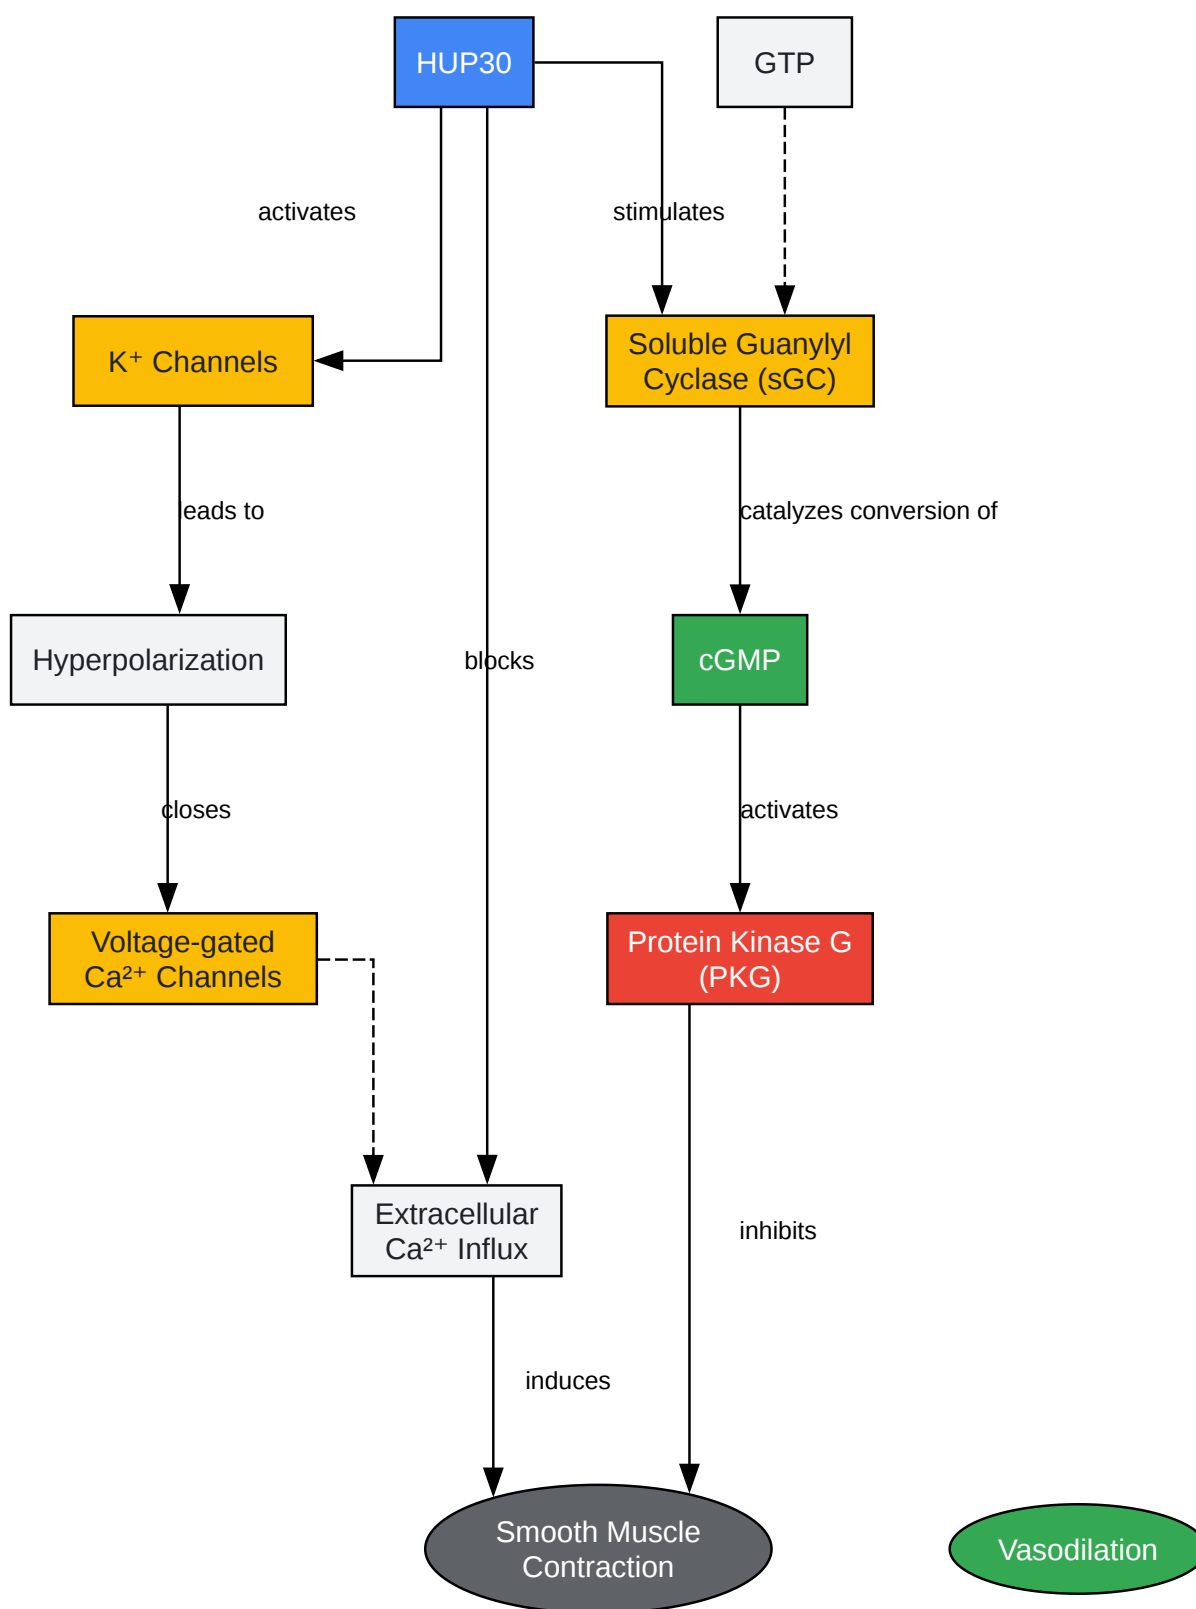 HUP30
GTP
activates
stimulates
K⁺ Channels
Soluble Guanylyl
Cyclase (sGC)
leads to
catalyzes conversion of
Hyperpolarization
blocks
cGMP
closes
activates
Voltage-gated
Ca²⁺ Channels
Protein Kinase G
(PKG)
Extracellular
Ca²⁺ Influx
inhibits
induces
Smooth Muscle
Contraction
Vasodilation